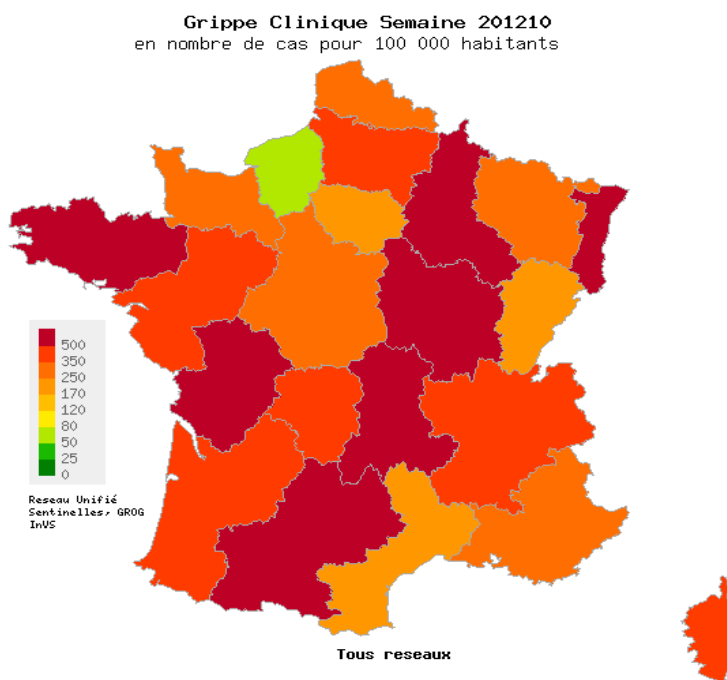 Grippe Clinique Semaine 201210
en nombre de cas pour 100 000 habitants
500
350
250
170
120
80
50
25
0
Reseau Unifié
Sentinelles, GROG
InVS
Tous reseaux